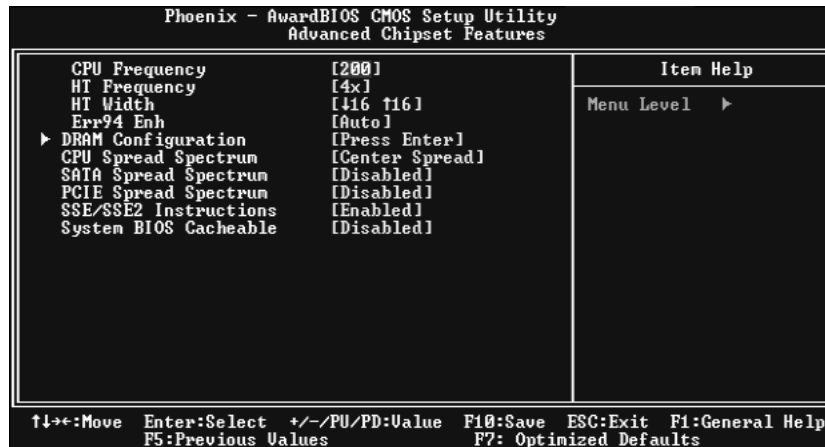 Phoenix - AwardBIOS CMOS Setup Utility
Advanced Chipset Features
CPU Frequency [200]
HT Frequency [4x]
HT Width [↓16 ↑16]
Err94 Enh [Auto]
▶ DRAM Configuration [Press Enter]
CPU Spread Spectrum [Center Spread]
SATA Spread Spectrum [Disabled]
PCIE Spread Spectrum [Disabled]
SSE/SSE2 Instructions [Enabled]
System BIOS Cacheable [Disabled]
Item Help
Menu Level ▶
↑↓→←:Move Enter:Select +/-/PU/PD:Value F10:Save ESC:Exit F1:General Help
F5:Previous Values F7: Optimized Defaults